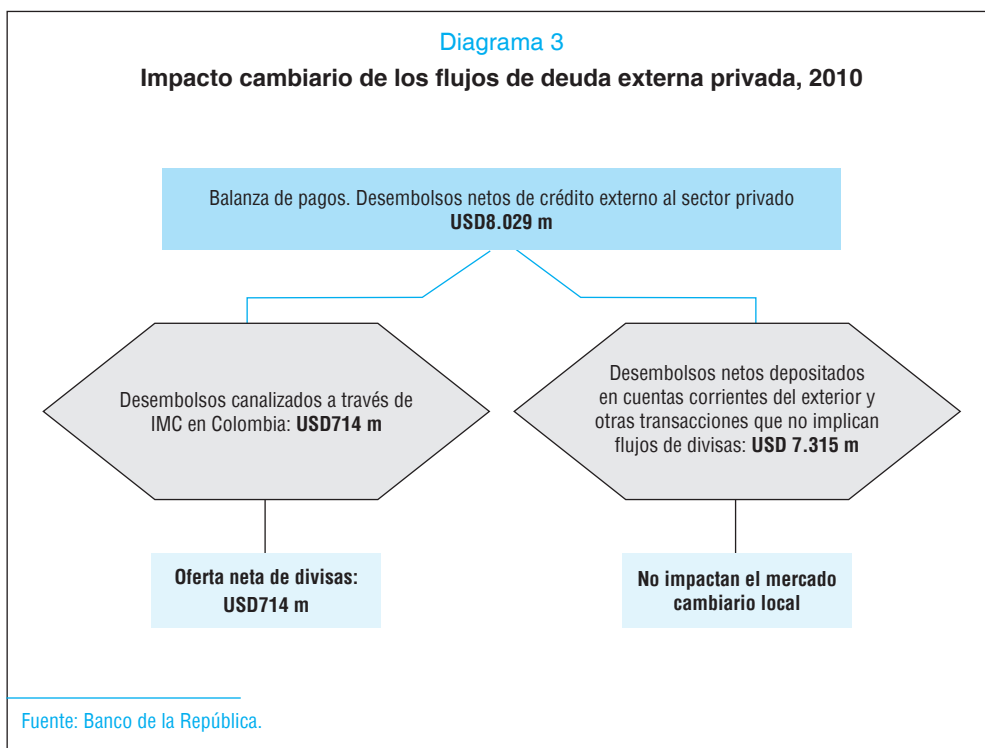 Diagrama 3
Impacto cambiario de los flujos de deuda externa privada, 2010
Balanza de pagos. Desembolsos netos de crédito externo al sector privado
USD8.029 m
Desembolsos canalizados a través de
IMC en Colombia: USD714 m
Desembolsos netos depositados
en cuentas corrientes del exterior y
otras transacciones que no implican
flujos de divisas: USD 7.315 m
Oferta neta de divisas:
USD714 m
No impactan el mercado
cambiario local
Fuente: Banco de la República.